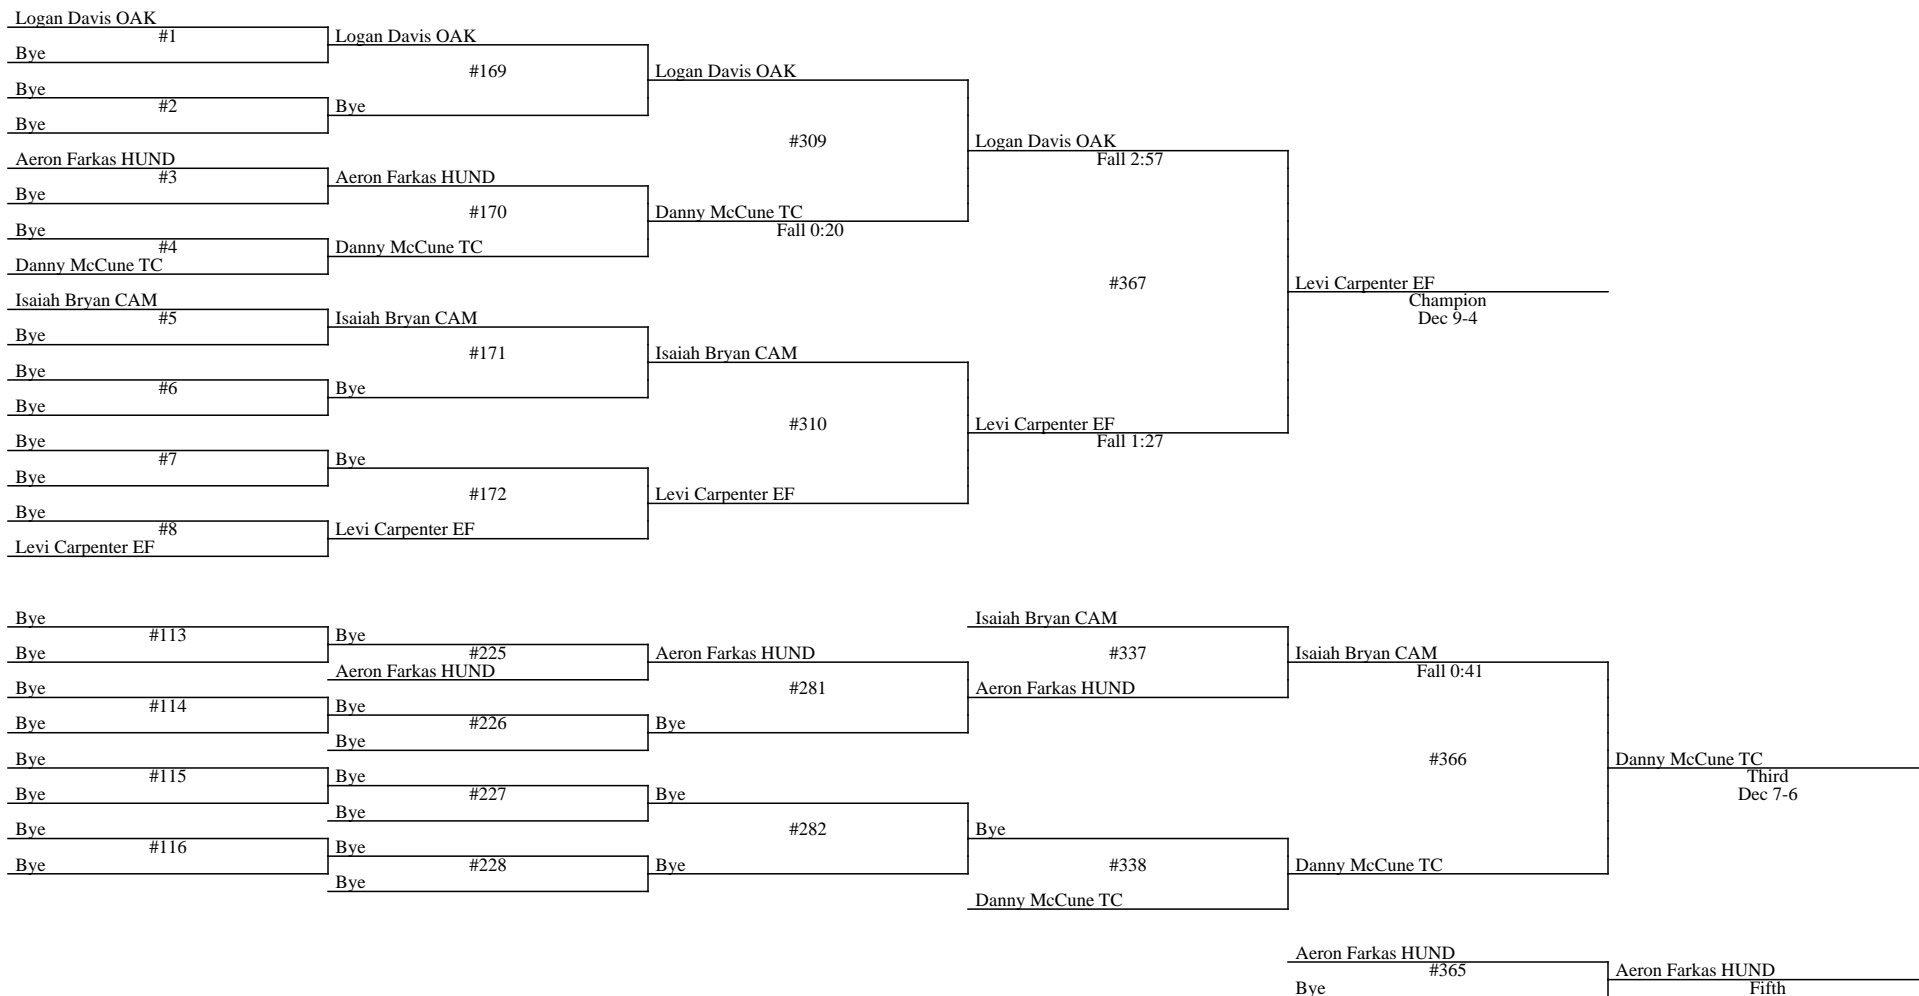 Logan Davis OAK
#1
Bye
Logan Davis OAK
Bye
#169
#2
Bye
Bye
Logan Davis OAK
Aeron Farkas HUND
#3
Bye
Aeron Farkas HUND
#309
Bye
#170
#4
Danny McCune TC
Danny McCune TC
Danny McCune TC
Fall 0:20
Logan Davis OAK
Fall 2:57
Isaiah Bryan CAM
#5
Bye
Isaiah Bryan CAM
Bye
#171
#6
Bye
Bye
Isaiah Bryan CAM
Bye
#7
Bye
Bye
#310
Bye
#172
#8
Levi Carpenter EF
Levi Carpenter EF
Levi Carpenter EF
Levi Carpenter EF
Fall 1:27
#367
Levi Carpenter EF
Champion
Dec 9-4
Bye
#113
Bye
Bye
#225
Aeron Farkas HUND
Aeron Farkas HUND
Bye
#114
Bye
Bye
#226
Bye
Bye
#281
Bye
#115
Bye
Bye
#227
Bye
Bye
Bye
#116
Bye
Bye
#228
Bye
Bye
#282
Isaiah Bryan CAM
#337
Aeron Farkas HUND
Isaiah Bryan CAM
Fall 0:41
Bye
#338
Danny McCune TC
Danny McCune TC
#366
Danny McCune TC
Third
Dec 7-6
Aeron Farkas HUND
#365
Bye
Aeron Farkas HUND
Fifth